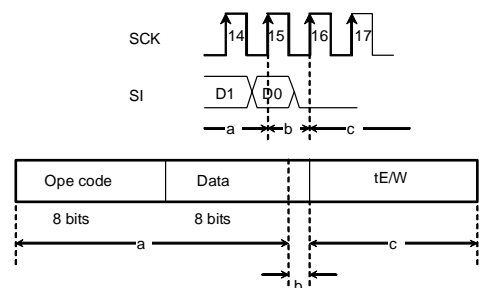 SCK 14 15 16 17
SI D1 D0
a b c
Ope code Data tE/W
8 bits 8 bits
a c
b